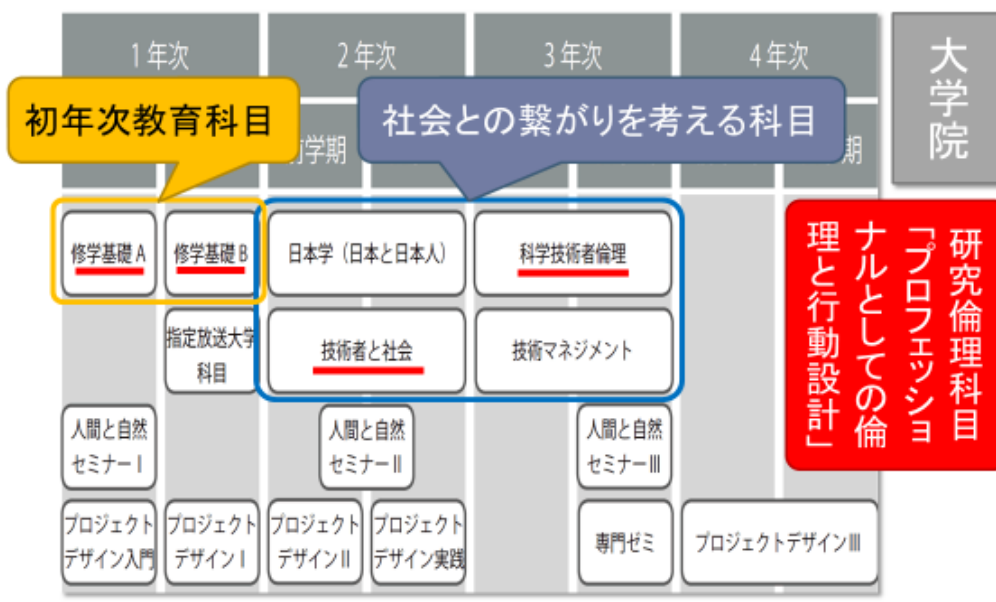 1年次
2年次
3年次
4年次
大学院
初年次教育科目
社会との繋がりを考える科目
前学期
期
修学基礎A
修学基礎B
日本学（日本と日本人）
科学技術者倫理
指定放送大学
科目
技術者と社会
技術マネジメント
研究倫理科目
「プロフェッショ
ナルとしての倫
理と行動設計」
人間と自然
セミナーⅠ
人間と自然
セミナーⅡ
人間と自然
セミナーⅢ
プロジェクト
デザイン入門
プロジェクト
デザインⅠ
プロジェクト
デザインⅡ
プロジェクト
デザイン実践
専門ゼミ
プロジェクトデザインⅢ